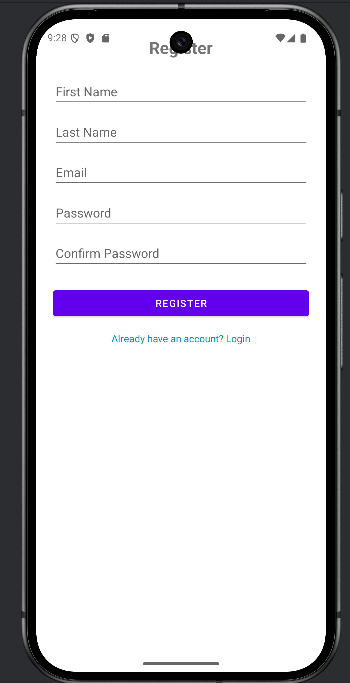 9:28
Register
First Name
Last Name
Email
Password
Confirm Password
REGISTER
Already have an account? Login